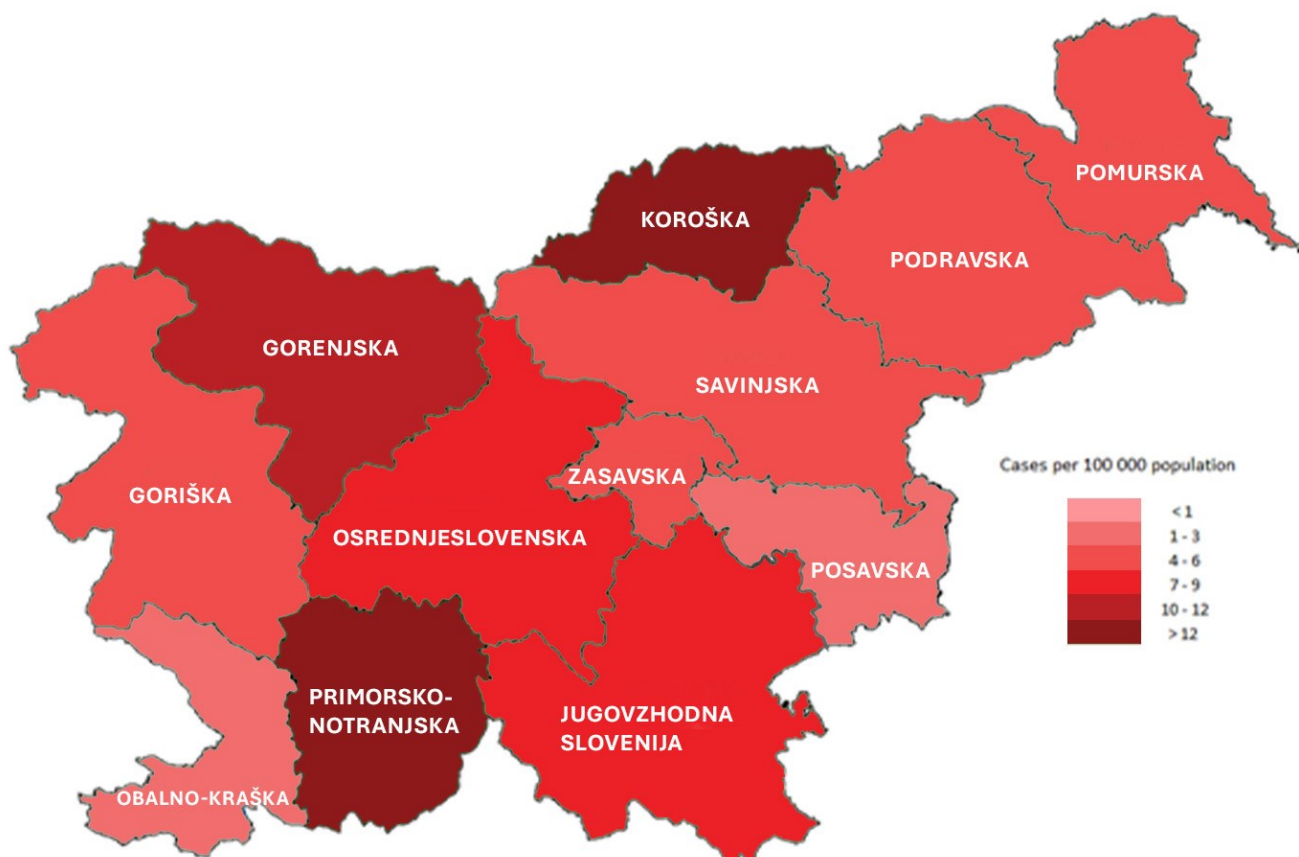 POMURSKA
KOROŠKA
PODRAVSKA
GORENJSKA
SAVINJSKA
ZASAVSKA
GORIŠKA
OSREDNJESLOVENSKA
POSAVSKA
PRIMORSKO-
NOTRANJSKA
JUGOVZHODNA
SLOVENIJA
OBALNO-KRAŠKA
Cases per 100 000 population
< 1
1 - 3
4 - 6
7 - 9
10 - 12
> 12